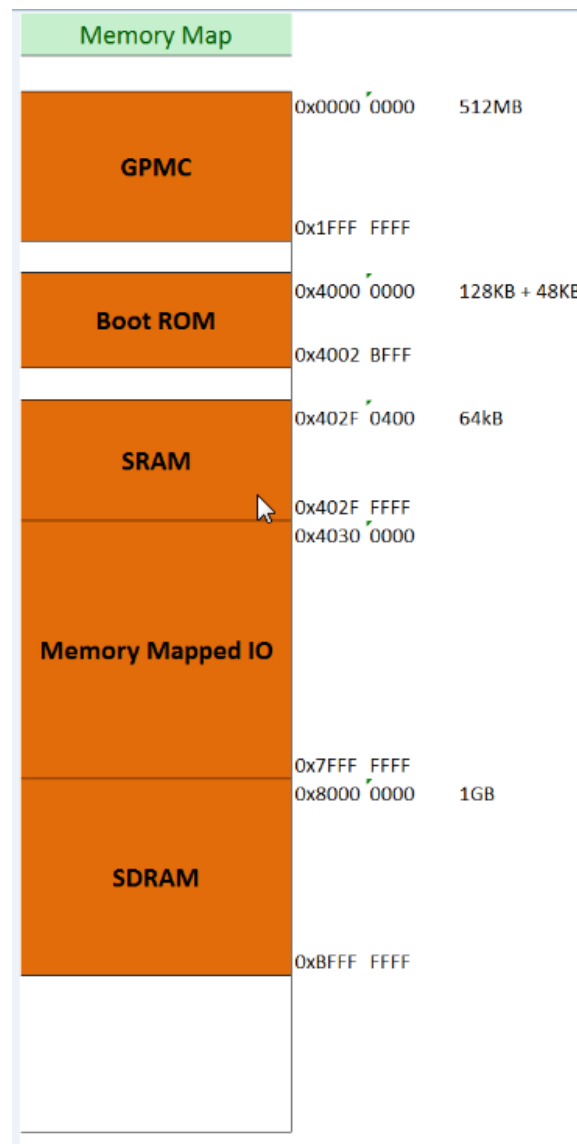 Memory Map
0x0000 0000 512MB
GPMC
0x1FFF FFFF
0x4000 0000 128KB + 48KB
Boot ROM
0x4002 BFFF
0x402F 0400 64kB
SRAM
0x402F FFFF
0x4030 0000
Memory Mapped IO
0x7FFF FFFF
0x8000 0000 1GB
SDRAM
0xBFFF FFFF